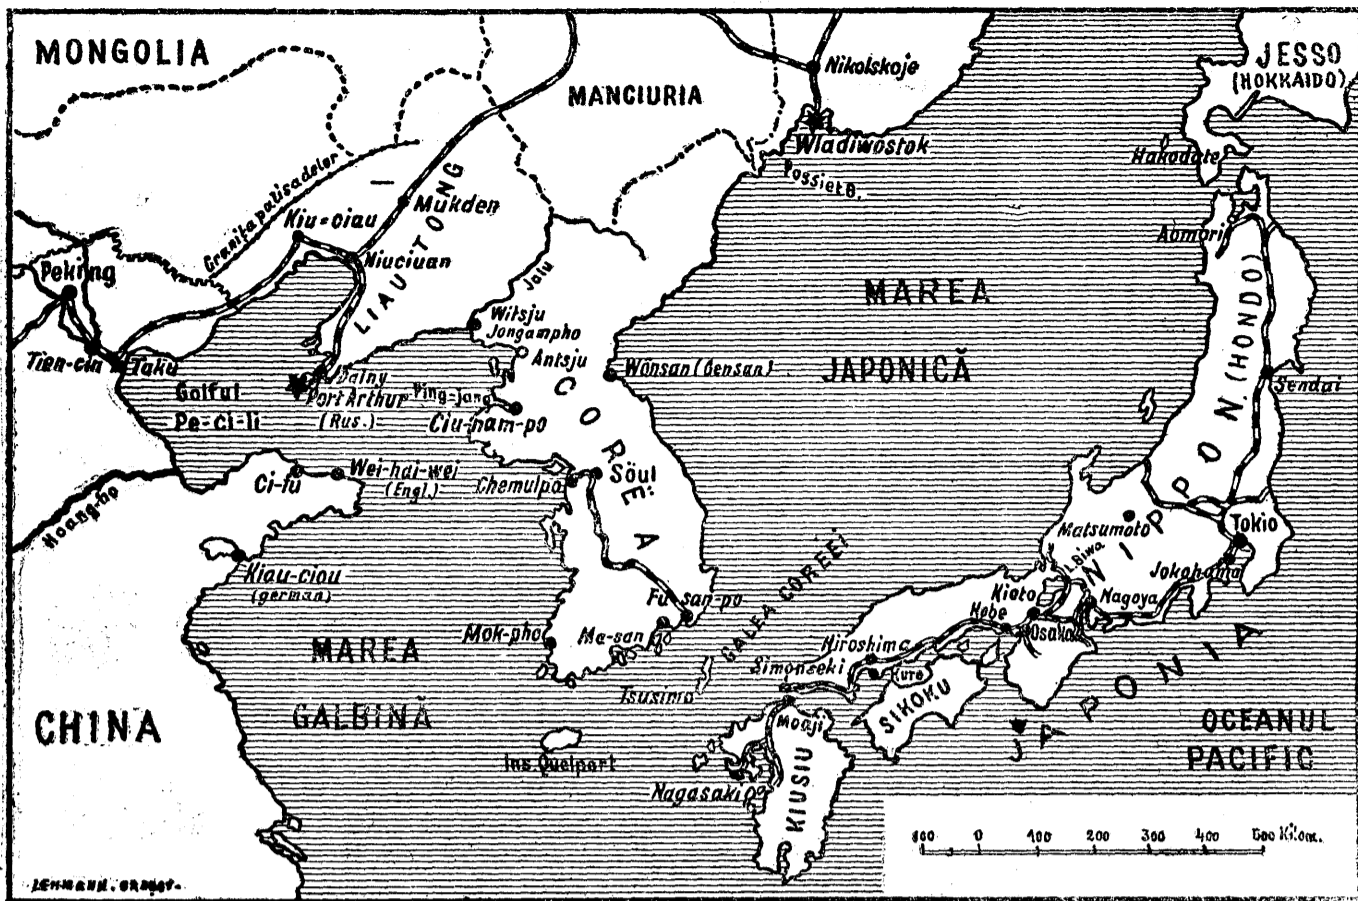 MONGOLIA
MANCIURIA
Nikolskoje
Wladiwostok
Possiet B.
JESSO
(HOKKAIDO)
Hakodate
Aomori
Granița palisadelor
Kiu=ciau
Mukden
Niuciuan
LIAUTONG
Peking
Tien-cin
Taku
Golful
Pe-ci-li
Dalny
Port Arthur
(Rus.)
Jalu
Witsju
Jongampho
Antsju
Ping=jang
Ciu-nam-po
Wönsan (Gensan)
MAREA
JAPONICĂ
NIPPON. (HONDO)
Sendai
Hoang-ho
Ci-fu
Wei-hai-wei
(Engl.)
Chemulpo
Söul
COREEA
Kiau-ciou
(german)
Fu san-po
Ma-san
Mok-pho
GALEA COREEI
Tsusima
Matsumoto
Tokio
Jokohama
L. Biwa
Kioto
Nagoya
Kobe
Osaka
Hiroshima
Simonseki
Kure
SIKOKU
JAPONIA
MAREA
GALBINĂ
CHINA
Ins. Quelpart
Moaji
Nagasaki
KIUSIU
OCEANUL
PACIFIC
100 0 100 200 300 400 500 Kilom.